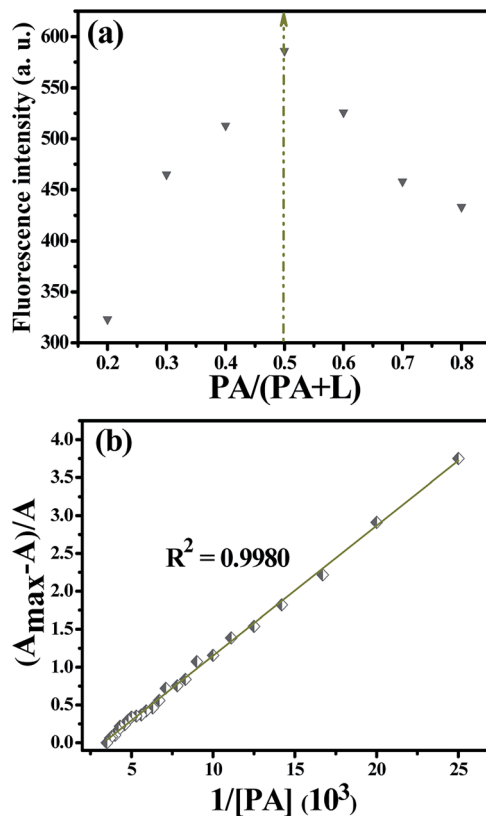 (a)
Fluorescence intensity (a. u.)
600
550
500
450
400
350
300
0.2 0.3 0.4 0.5 0.6 0.7 0.8
PA/(PA+L)
(b)
(Amax-A)/A
4.0
3.5
3.0
2.5
2.0
1.5
1.0
0.5
0.0
R² = 0.9980
5 10 15 20 25
1/[PA] (10³)